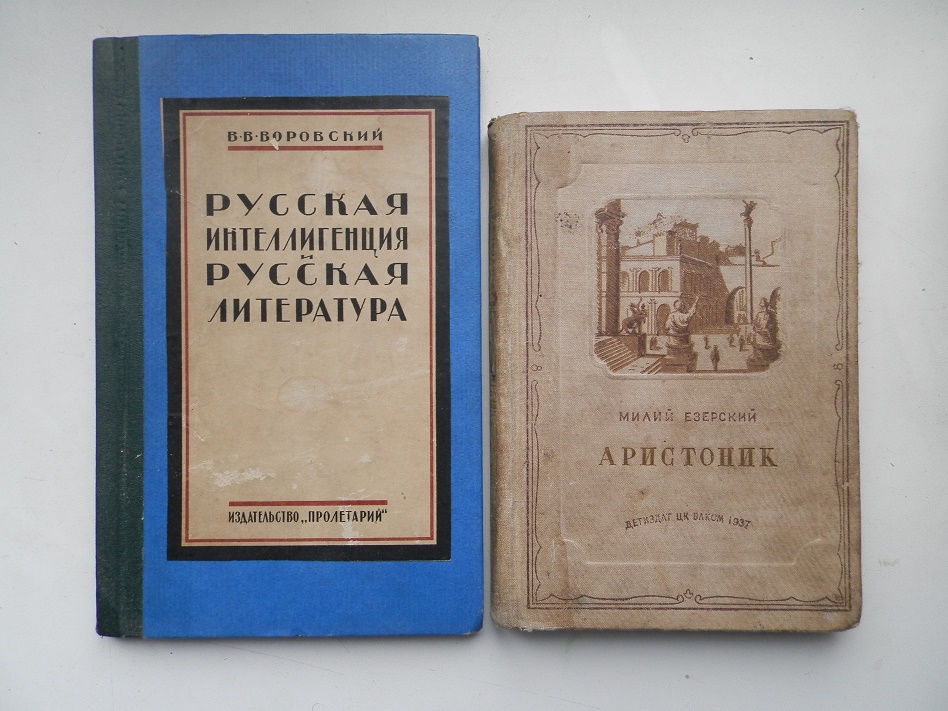 В·В·ВОРОВСКИЙ
РУССКАЯ
ИНТЕЛЛИГЕНЦИЯ
И
РУССКАЯ
ЛИТЕРАТУРА
ИЗДАТЕЛЬСТВО „ПРОЛЕТАРИЙ"
МИЛИЙ ЕЗЕРСКИЙ
АРИСТОНИК
ДЕТИЗДАТ ЦК ВЛКСМ 1937